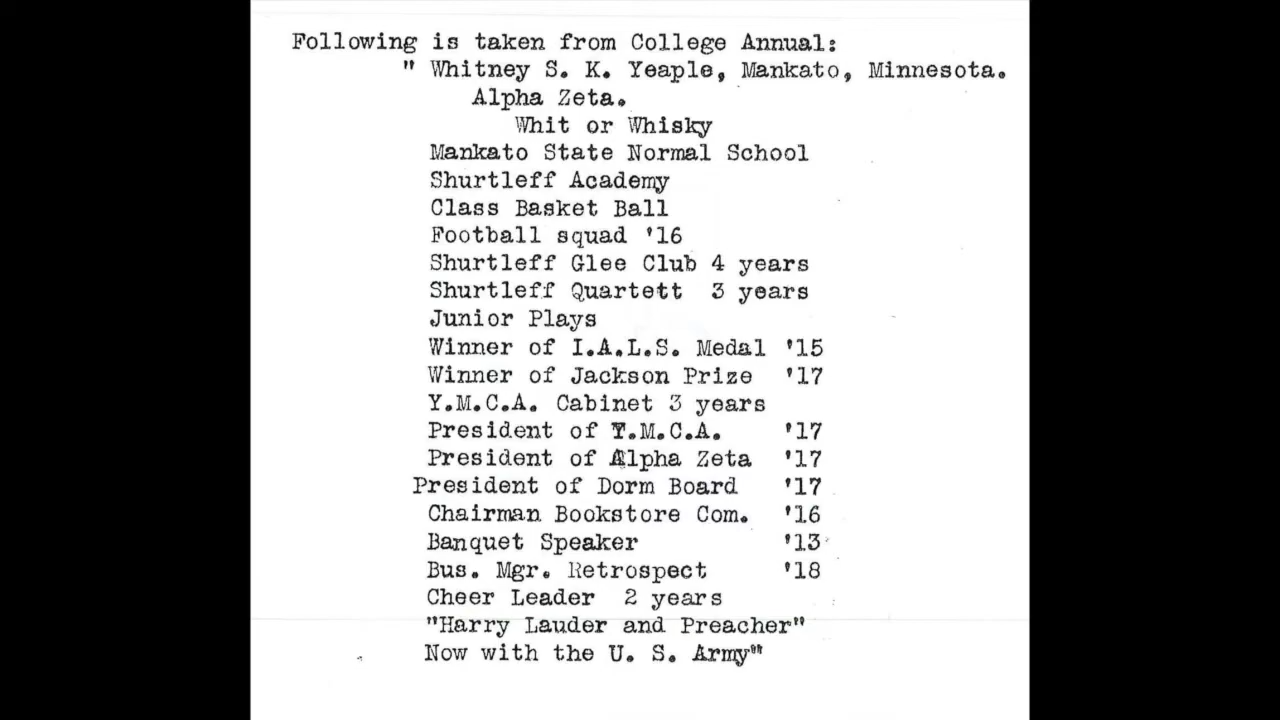 Following is taken from College Annual:
" Whitney S. K. Yeaple, Mankato, Minnesota.
Alpha Zeta.
Whit or Whisky
Mankato State Normal School
Shurtleff Academy
Class Basket Ball
Football squad '16
Shurtleff Glee Club 4 years
Shurtleff Quartett 3 years
Junior Plays
Winner of I.A.L.S. Medal '15
Winner of Jackson Prize '17
Y.M.C.A. Cabinet 3 years
President of Y.M.C.A. '17
President of Alpha Zeta '17
President of Dorm Board '17
Chairman Bookstore Com. '16
Banquet Speaker '13
Bus. Mgr. Retrospect '18
Cheer Leader 2 years
"Harry Lauder and Preacher"
Now with the U. S. Army""